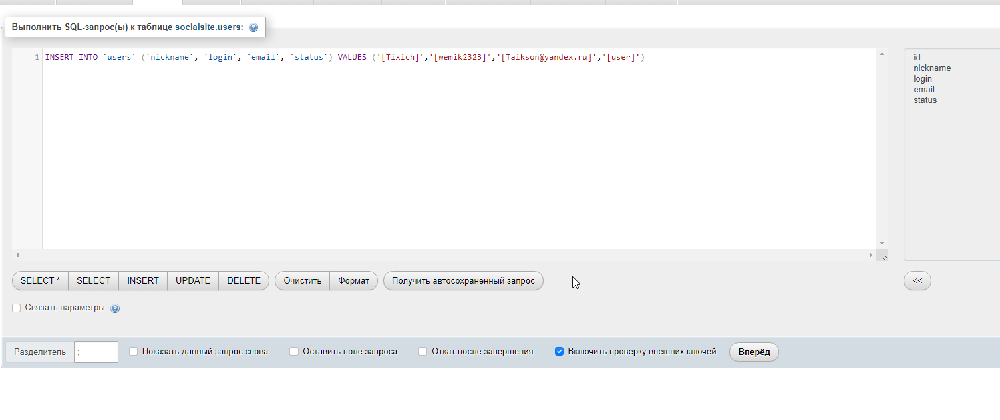 Выполнить SQL-запрос(ы) к таблице socialsite.users:
1 INSERT INTO `users` (`nickname`, `login`, `email`, `status`) VALUES ('[Tixich]','[wemik2323]','[Taikson@yandex.ru]','[user]')
id
nickname
login
email
status
SELECT * SELECT INSERT UPDATE DELETE Очистить Формат Получить автосохранённый запрос <<
Связать параметры
Разделитель ; Показать данный запрос снова Оставить поле запроса Откат после завершения Включить проверку внешних ключей Вперёд